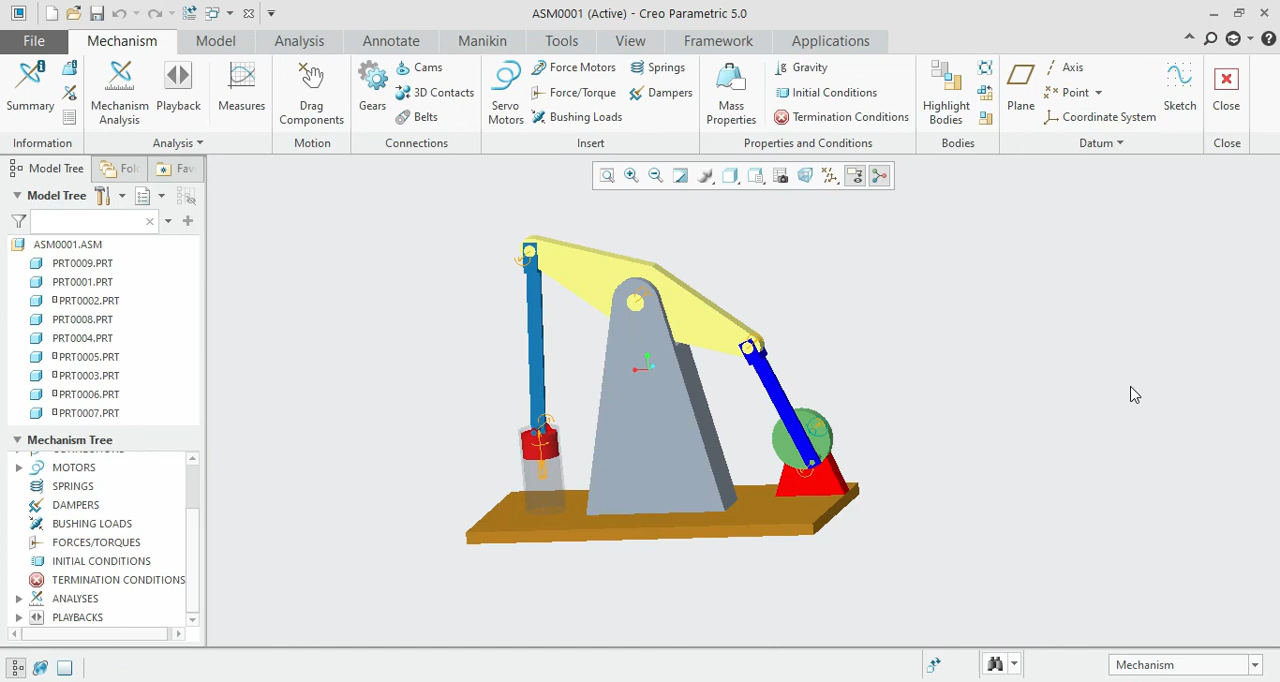 ASM0001 (Active) - Creo Parametric 5.0
File Mechanism Model Analysis Annotate Manikin Tools View Framework Applications
Summary
Mechanism Analysis
Playback
Measures
Drag Components
Gears
Cams
3D Contacts
Belts
Servo Motors
Force Motors
Force/Torque
Bushing Loads
Springs
Dampers
Mass Properties
Gravity
Initial Conditions
Termination Conditions
Highlight Bodies
Plane
Axis
Point
Coordinate System
Sketch
Close
Information Analysis Motion Connections Insert Properties and Conditions Bodies Datum Close
Model Tree Fol Fav
Model Tree
ASM0001.ASM
PRT0009.PRT
PRT0001.PRT
PRT0002.PRT
PRT0008.PRT
PRT0004.PRT
PRT0005.PRT
PRT0003.PRT
PRT0006.PRT
PRT0007.PRT
Mechanism Tree
MOTORS
SPRINGS
DAMPERS
BUSHING LOADS
FORCES/TORQUES
INITIAL CONDITIONS
TERMINATION CONDITIONS
ANALYSES
PLAYBACKS
Mechanism